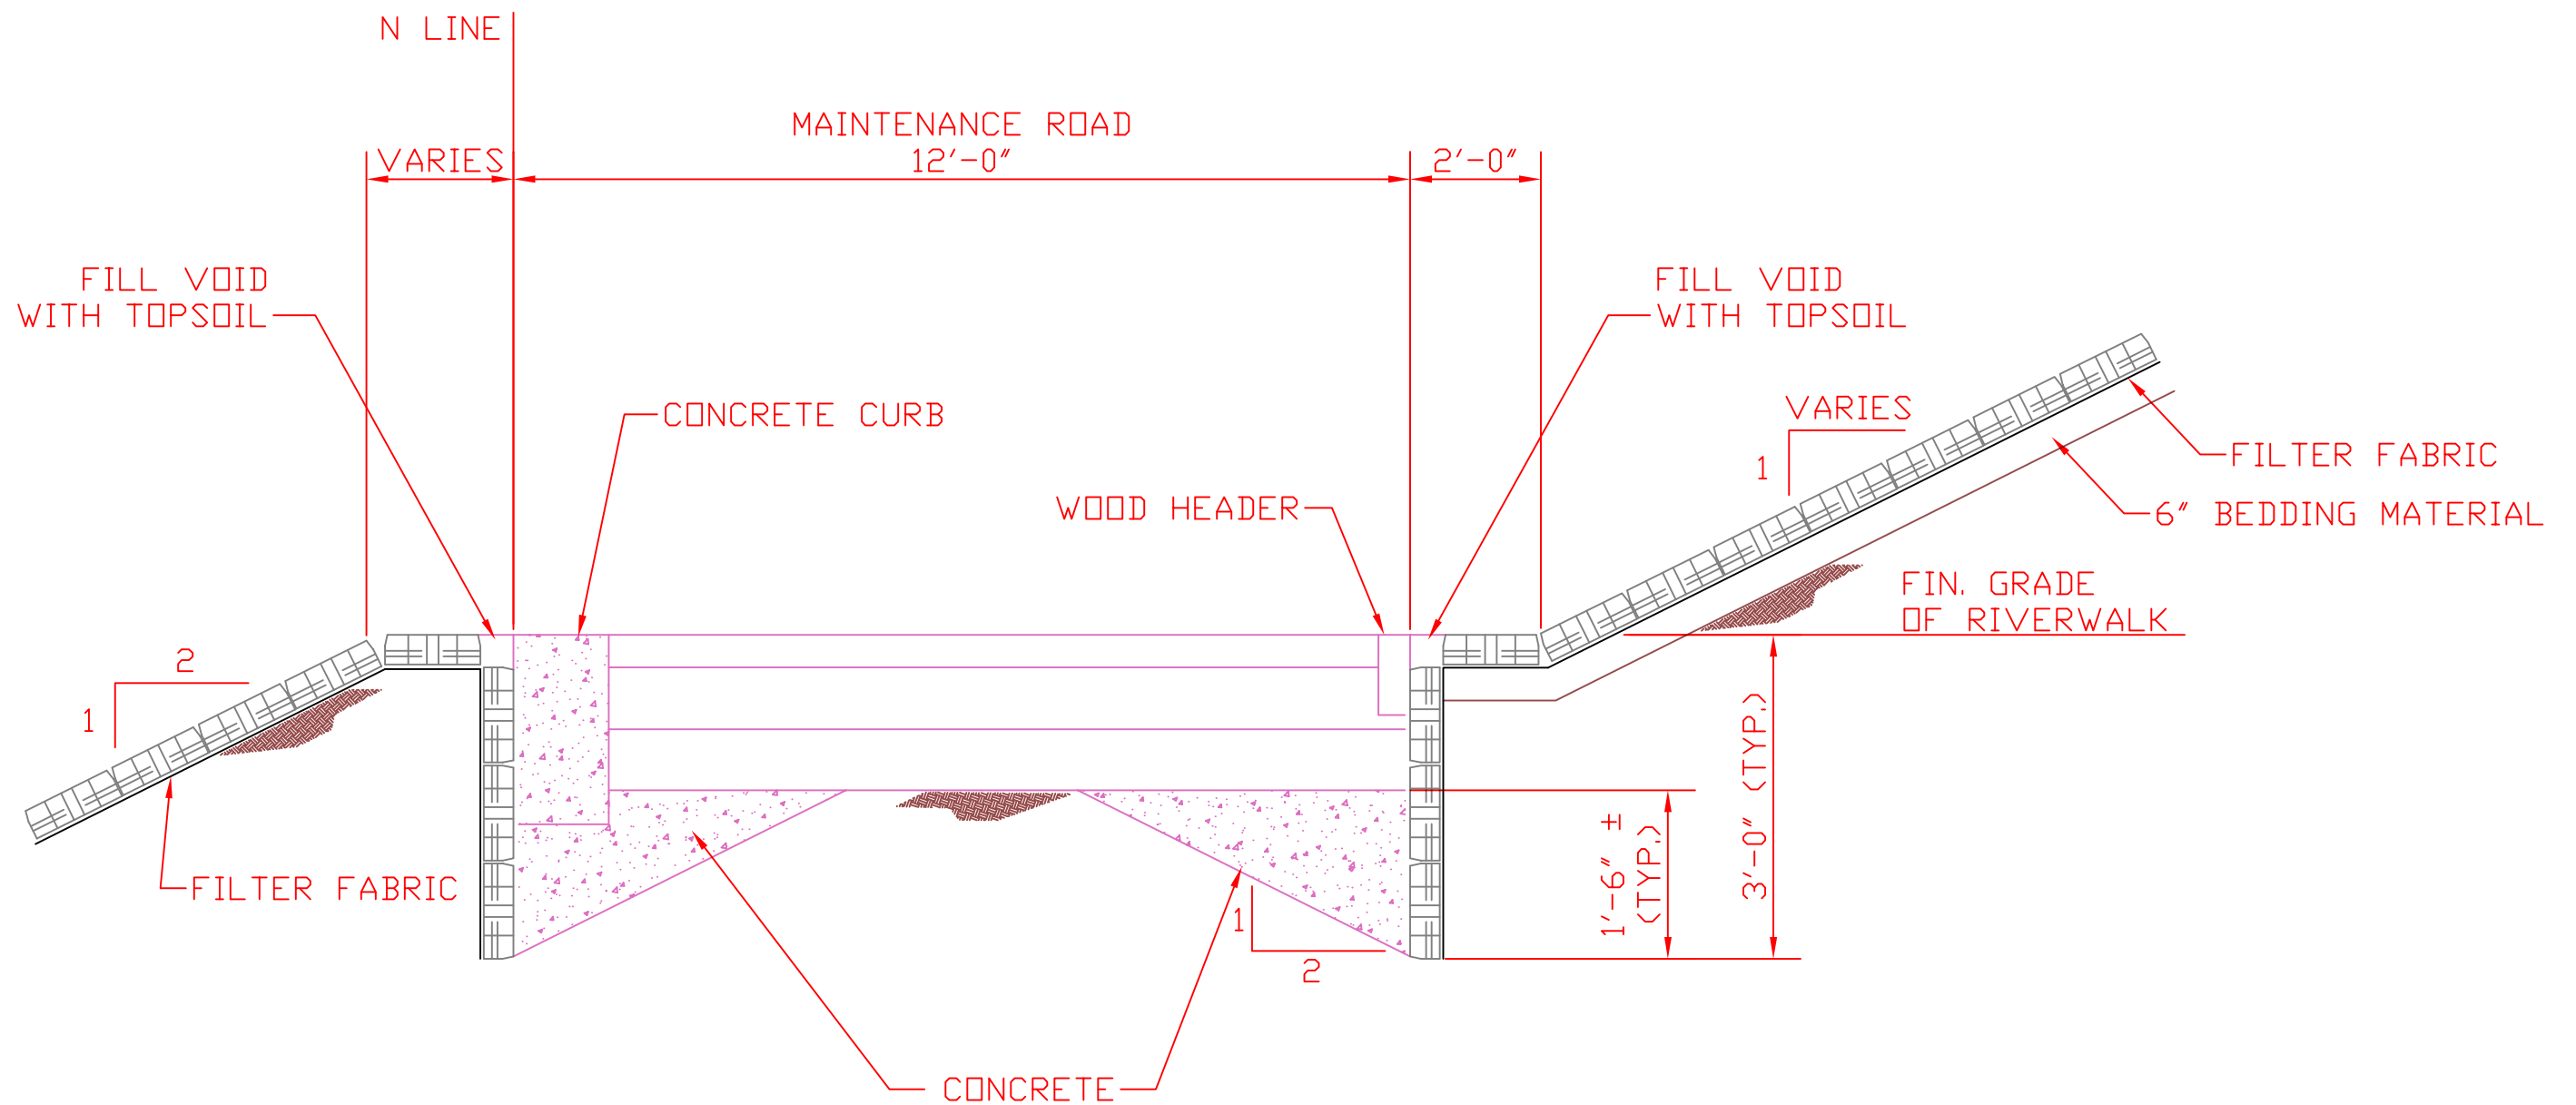 N LINE
MAINTENANCE ROAD
VARIES
12'-0"
2'-0"
FILL VOID
WITH TOPSOIL
FILL VOID
WITH TOPSOIL
CONCRETE CURB
VARIES
1
FILTER FABRIC
WOOD HEADER
6" BEDDING MATERIAL
FIN. GRADE
OF RIVERWALK
2
1
3'-0" (TYP.)
1'-6" ±
(TYP.)
FILTER FABRIC
1
2
CONCRETE